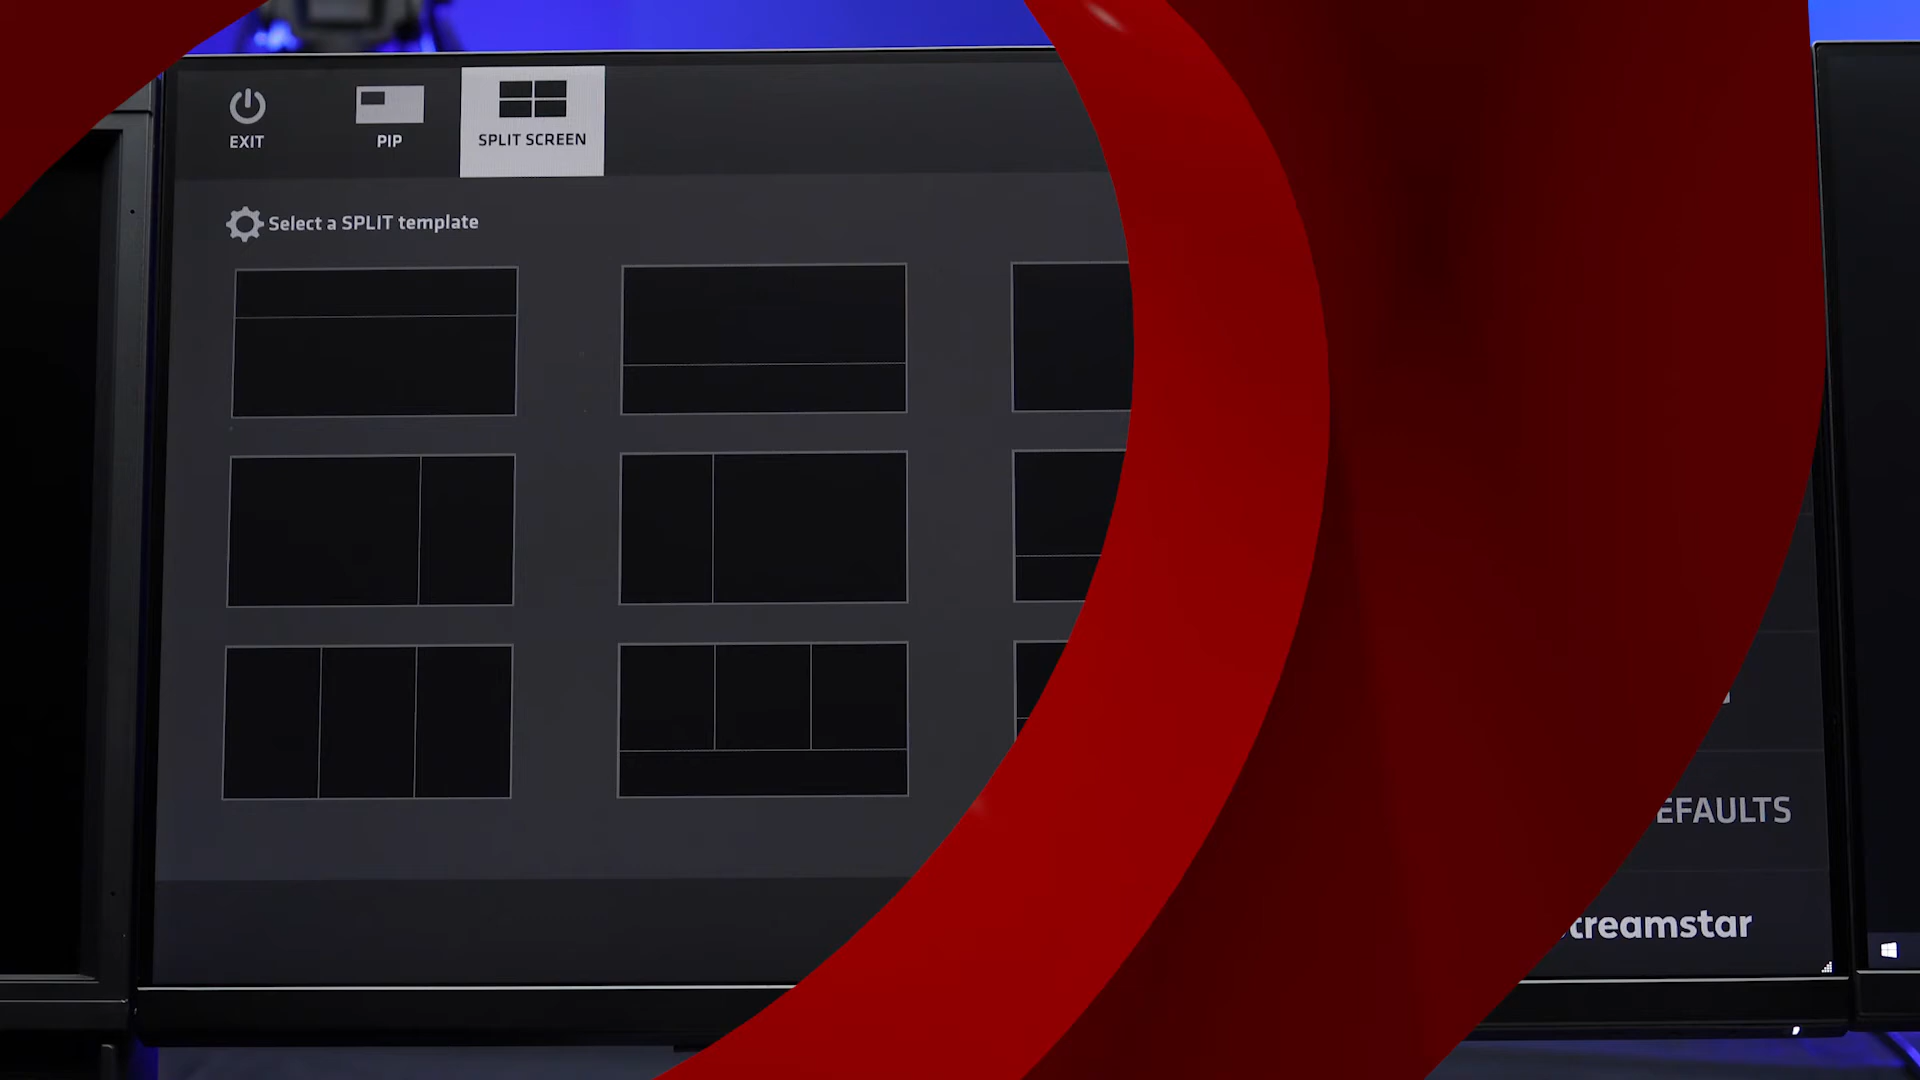 EXIT
PIP
SPLIT SCREEN
Select a SPLIT template
EFAULTS
treamstar